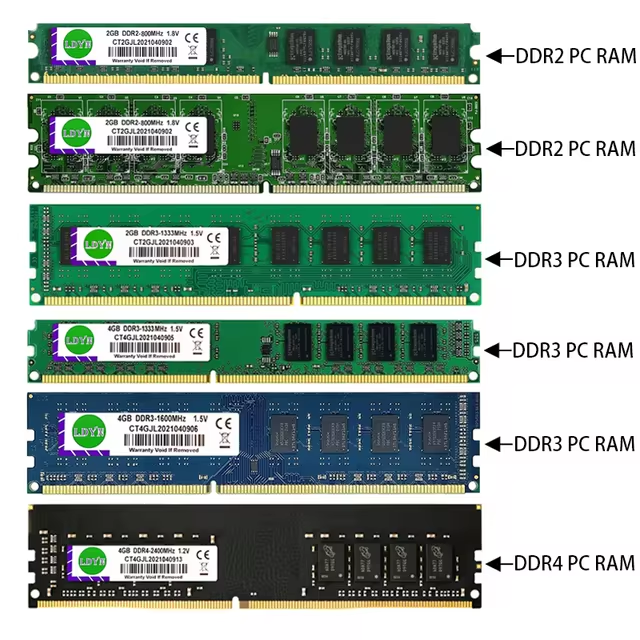 LDYN
2GB DDR2-800MHz 1.8V
CT2GJL2021040902
Warranty Void If Removed
DDR2 PC RAM
LDYN
2GB DDR2-800MHz 1.8V
CT2GJL2021040902
Warranty Void If Removed
DDR2 PC RAM
LDYN
2GB DDR3-1333MHz 1.5V
CT2GJL2021040903
Warranty Void If Removed
DDR3 PC RAM
LDYN
4GB DDR3-1333MHz 1.5V
CT4GJL2021040905
Warranty Void If Removed
DDR3 PC RAM
LDYN
4GB DDR3-1600MHz 1.5V
CT4GJL2021040906
Warranty Void If Removed
DDR3 PC RAM
LDYN
4GB DDR4-2400MHz 1.2V
CT4GJL2021040913
Warranty Void If Removed
DDR4 PC RAM